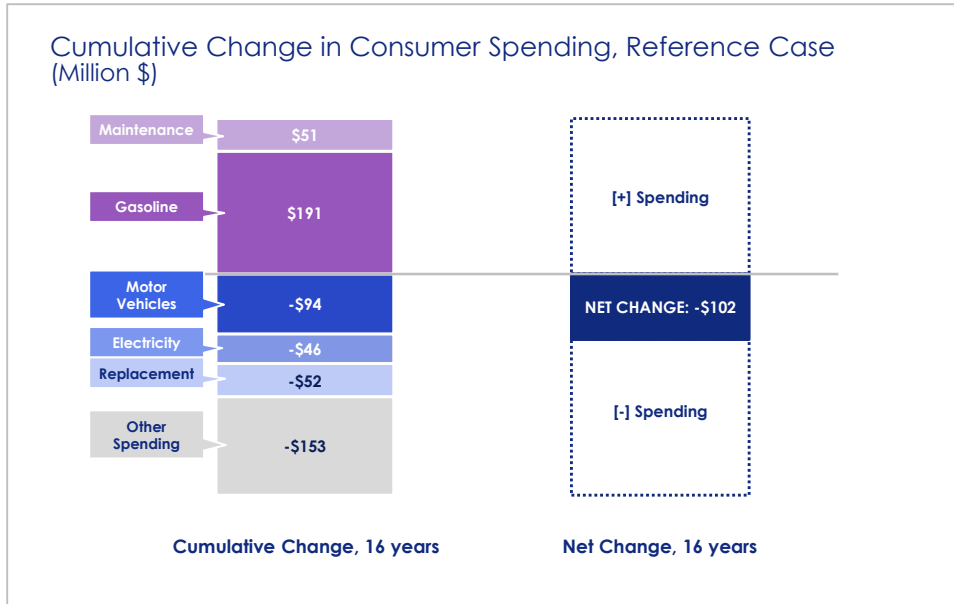 Cumulative Change in Consumer Spending, Reference Case
(Million $)
Maintenance
$51
Gasoline
$191
[+] Spending
Motor
Vehicles
-$94
NET CHANGE: -$102
Electricity
-$46
Replacement
-$52
[-] Spending
Other
Spending
-$153
Cumulative Change, 16 years
Net Change, 16 years